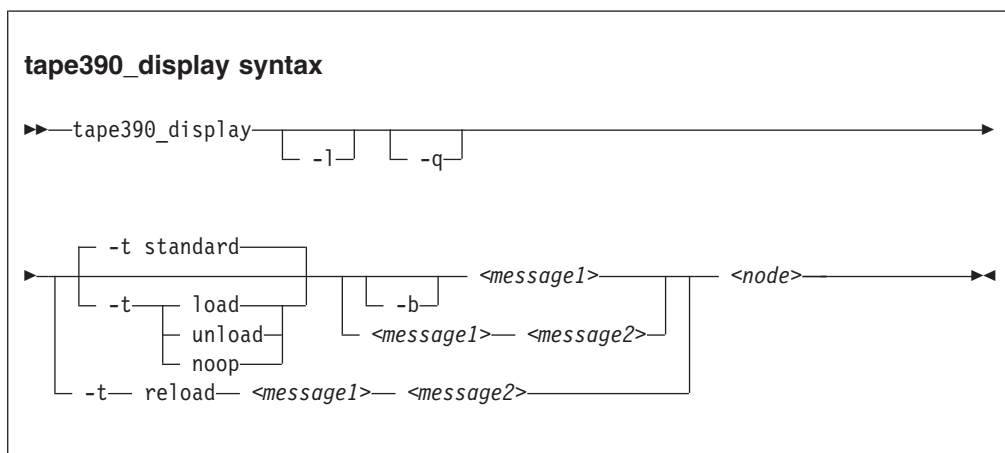 tape390_display syntax
tape390_display
-l -q
-t standard
-b <message1> <node>
-t load
unload <message1> <message2>
noop
-t reload <message1> <message2>